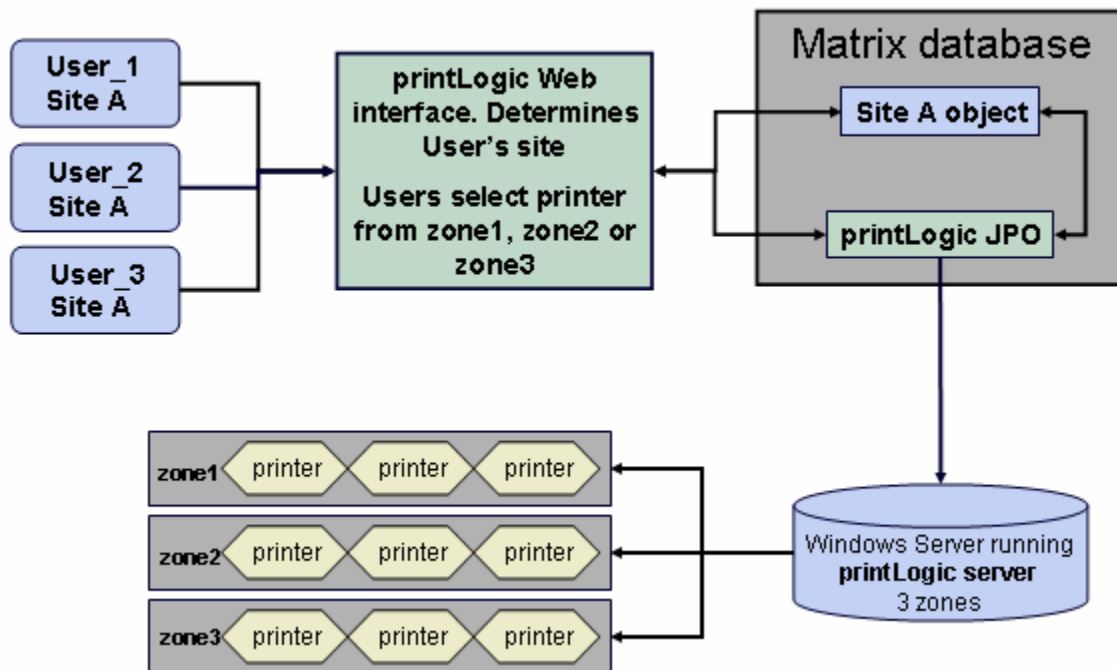 User_1
Site A
User_2
Site A
User_3
Site A
printLogic Web
interface. Determines
User's site
Users select printer
from zone1, zone2 or
zone3
Matrix database
Site A object
printLogic JPO
zone1 printer printer printer
zone2 printer printer printer
zone3 printer printer printer
Windows Server running
printLogic server
3 zones